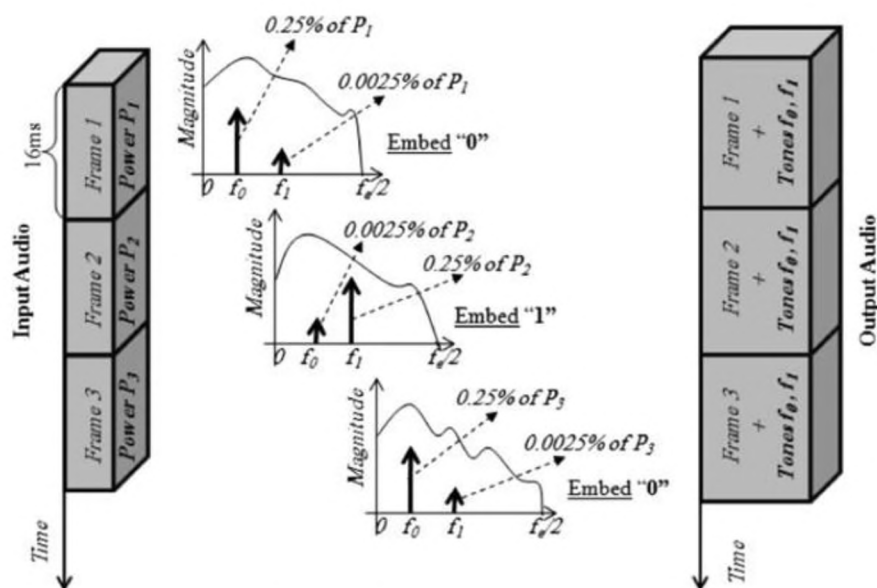 Input Audio
16ms
Frame 1
Power P₁
Frame 2
Power P₂
Frame 3
Power P₃
Time
Magnitude
0.25% of P₁
0.0025% of P₁
Embed “0”
0 f₀ f₁ fₑ/2
Magnitude
0.0025% of P₂
0.25% of P₂
Embed “1”
0 f₀ f₁ fₑ/2
Magnitude
0.25% of P₃
0.0025% of P₃
Embed “0”
0 f₀ f₁ fₑ/2
Frame 1
+
Tones f₀, f₁
Frame 2
+
Tones f₀, f₁
Frame 3
+
Tones f₀, f₁
Output Audio
Time